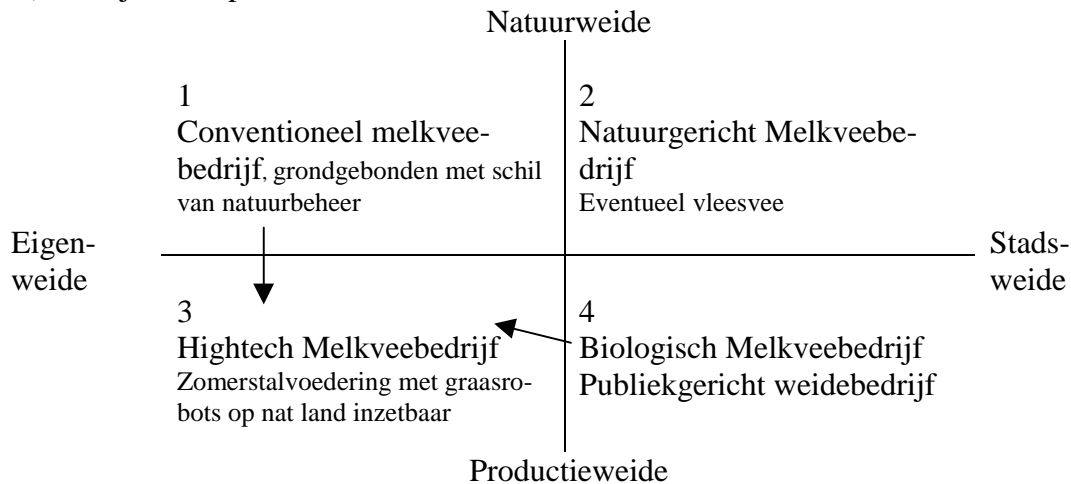 Natuurweide
1
Conventioneel melkvee-
bedrijf, grondgebonden met schil
van natuurbeheer
2
Natuurgericht Melkveebe-
drijf
Eventueel vleesvee
Eigen-
weide
Stads-
weide
3
Hightech Melkveebedrijf
Zomerstalvoedering met graasro-
bots op nat land inzetbaar
4
Biologisch Melkveebedrijf
Publiekgericht weidebedrijf
Productieweide